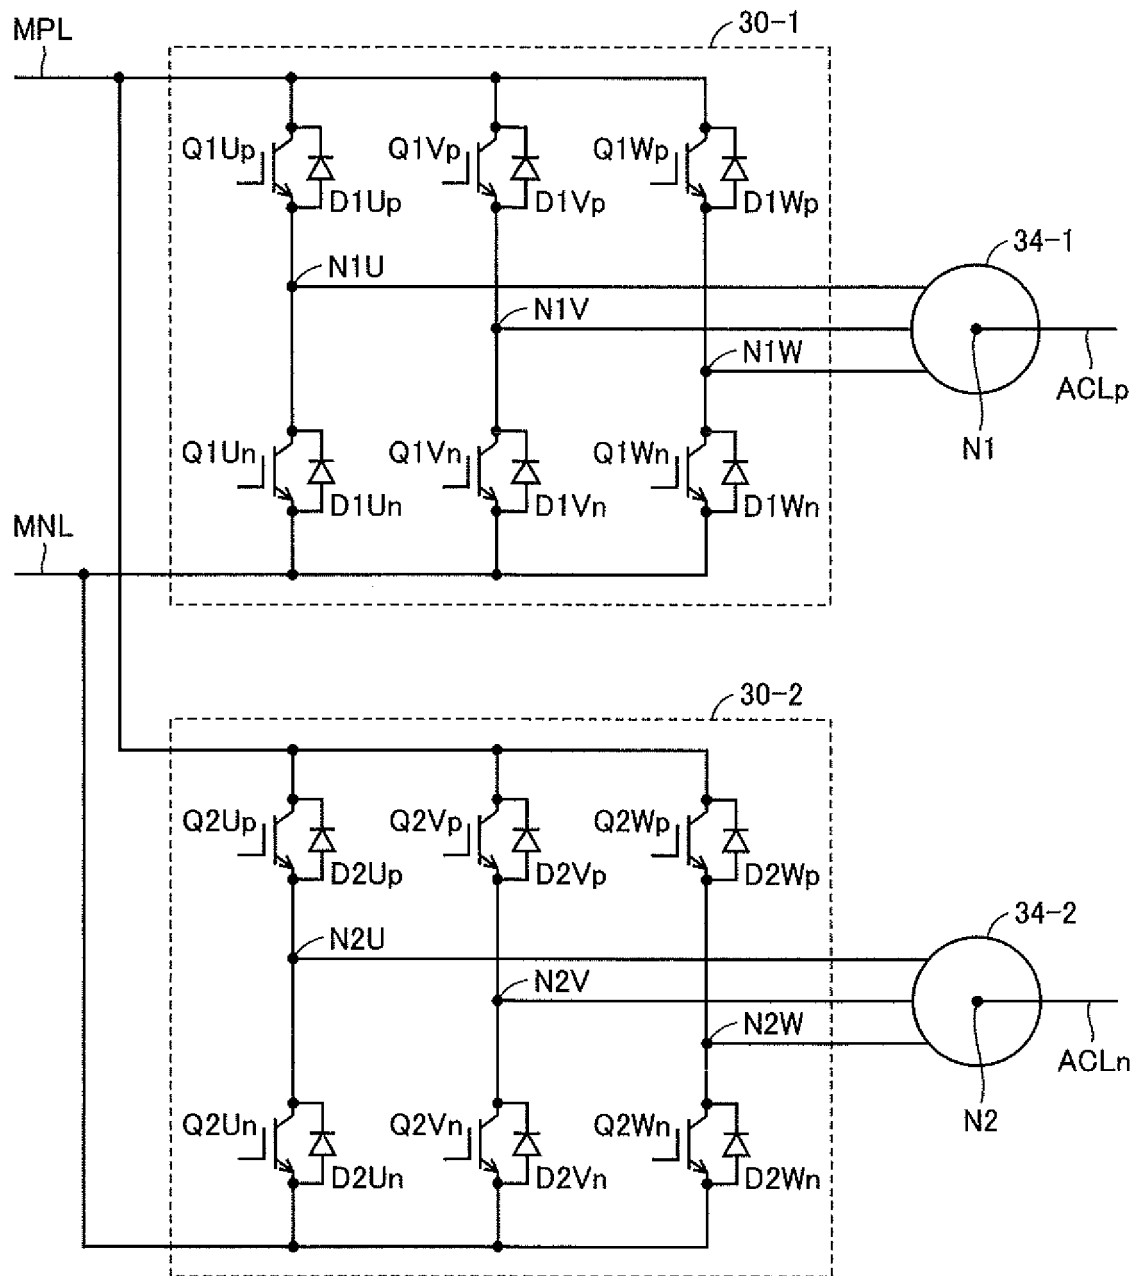 30-1
MPL
Q1Up
Q1Vp
Q1Wp
D1Up
D1Vp
D1Wp
34-1
N1U
N1V
N1W
ACLp
N1
Q1Un
Q1Vn
Q1Wn
D1Un
D1Vn
D1Wn
MNL
30-2
Q2Up
Q2Vp
Q2Wp
D2Up
D2Vp
D2Wp
34-2
N2U
N2V
N2W
ACLn
N2
Q2Un
Q2Vn
Q2Wn
D2Un
D2Vn
D2Wn